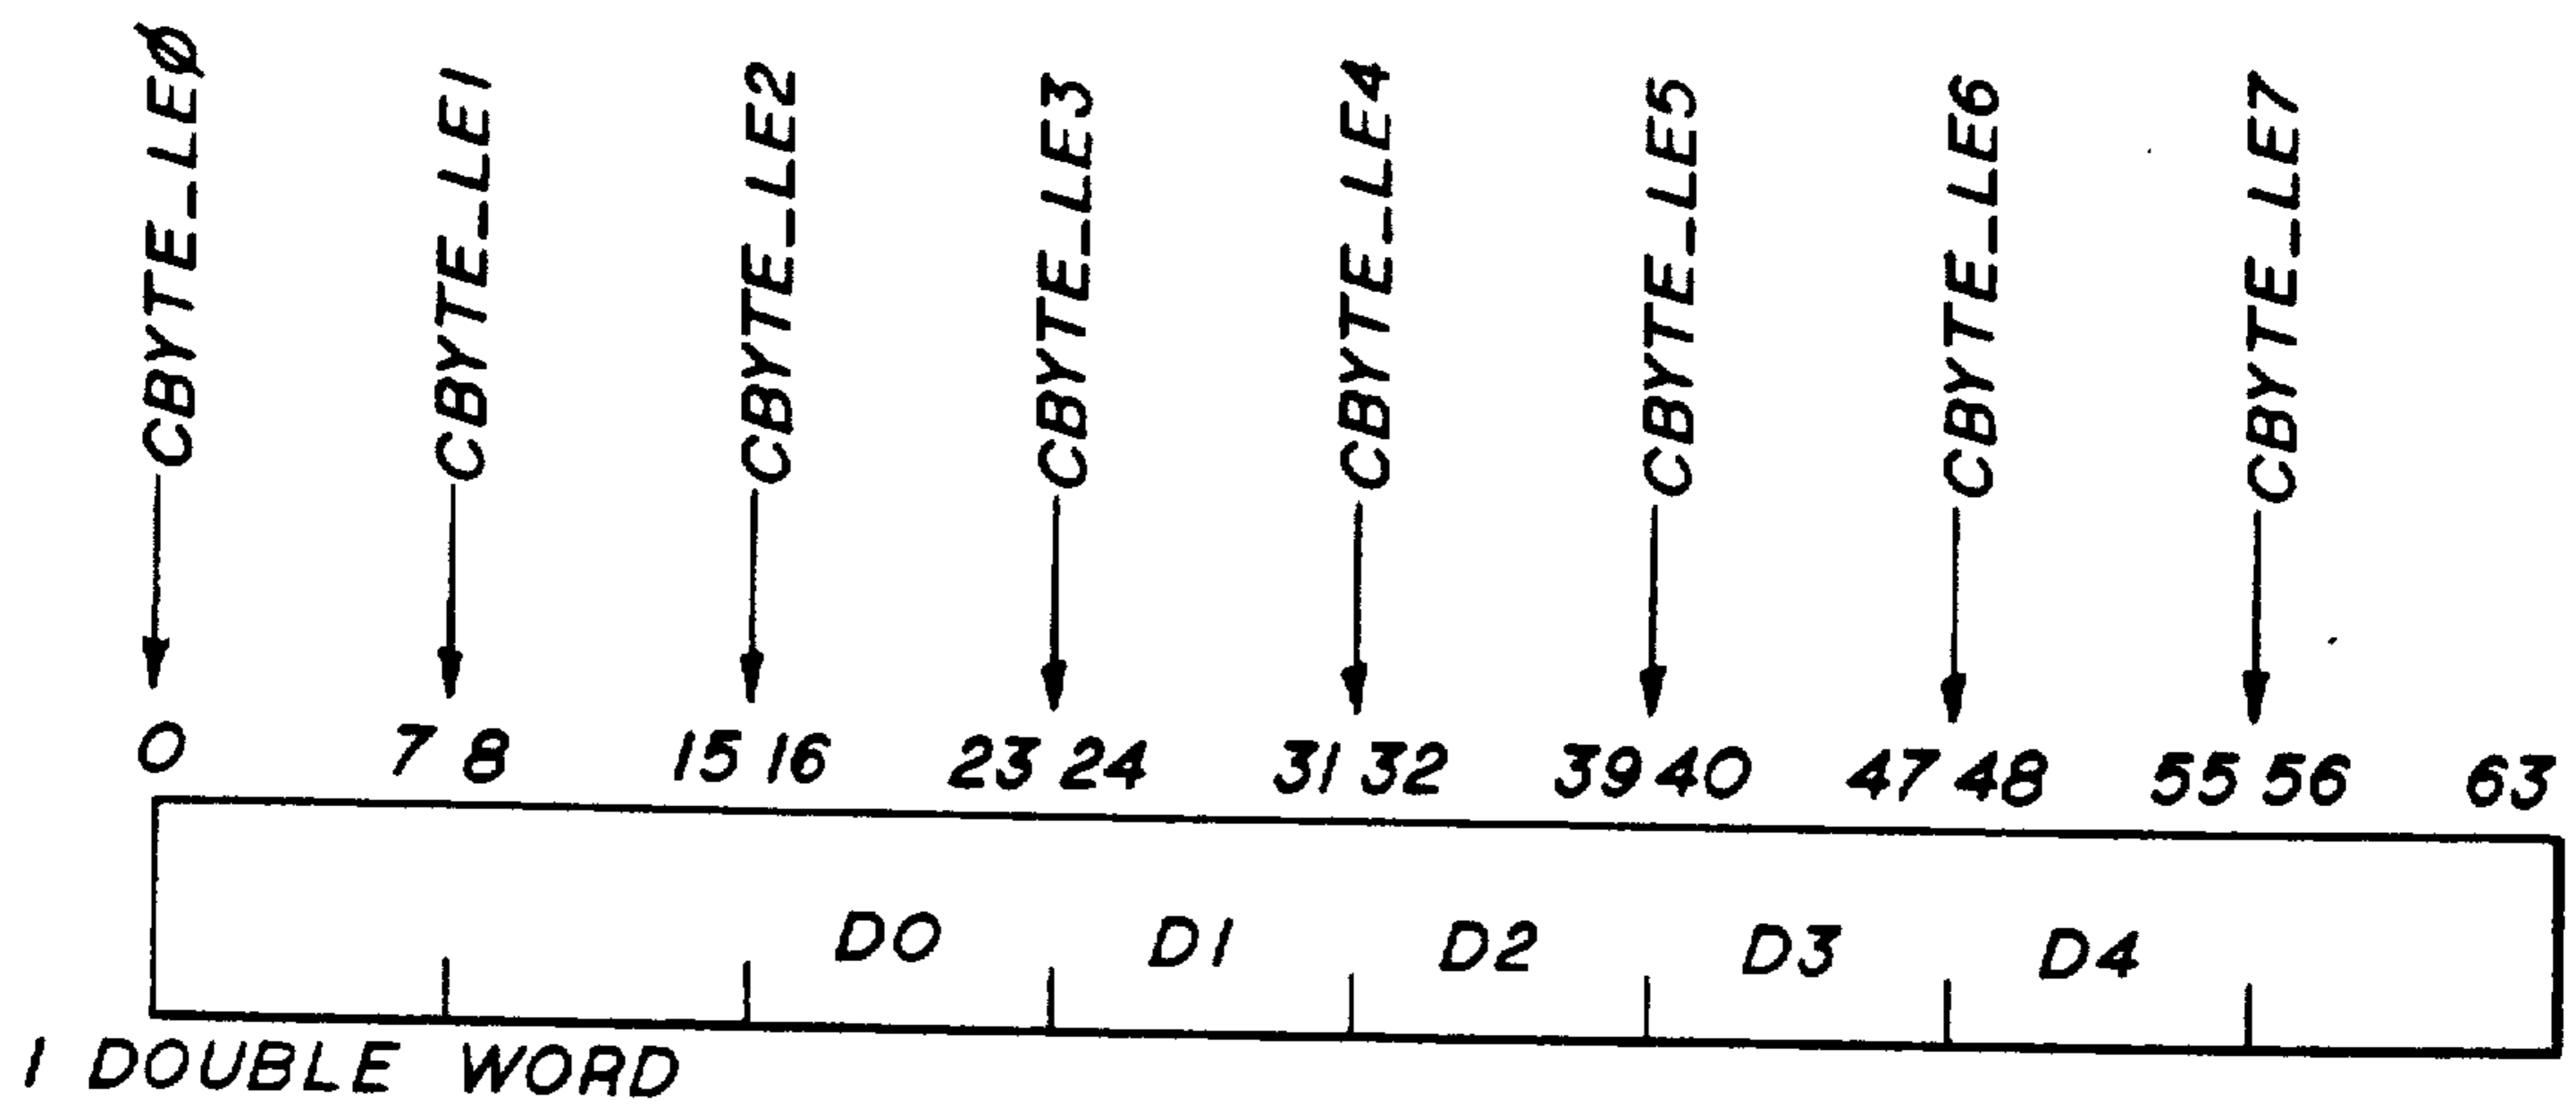 CBYTE_LEØ
CBYTE_LE1
CBYTE_LE2
CBYTE_LE3
CBYTE_LE4
CBYTE_LE5
CBYTE_LE6
CBYTE_LE7
0 7 8 15 16 23 24 31 32 39 40 47 48 55 56 63
D0 D1 D2 D3 D4
1 DOUBLE WORD